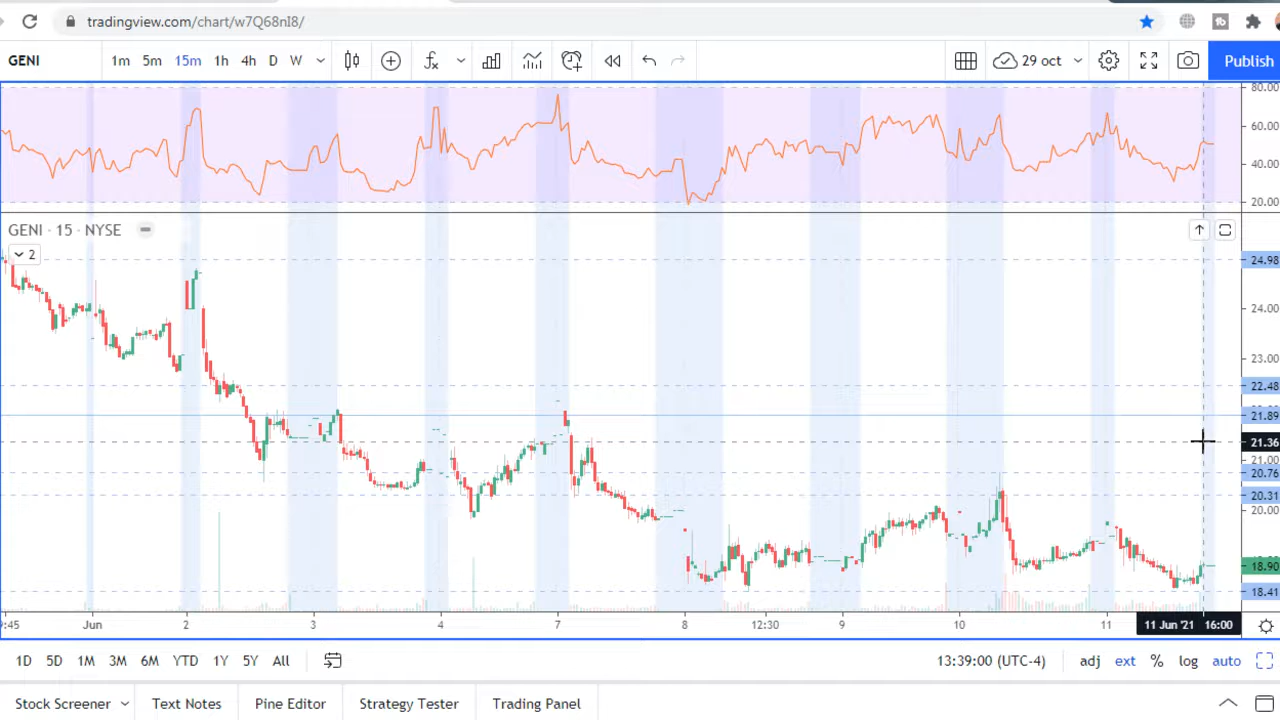 tradingview.com/chart/w7Q68nI8/
GENI 1m 5m 15m 1h 4h D W 29 oct Publish
80.00
60.00
40.00
20.00
GENI · 15 · NYSE
2
24.98
24.00
23.00
22.48
21.89
21.36
21.00
20.76
20.31
20.00
18.90
18.41
Jun 2 3 4 7 8 12:30 9 10 11 11 Jun '21 16:00
1D 5D 1M 3M 6M YTD 1Y 5Y All 13:39:00 (UTC-4) adj ext % log auto
Stock Screener Text Notes Pine Editor Strategy Tester Trading Panel